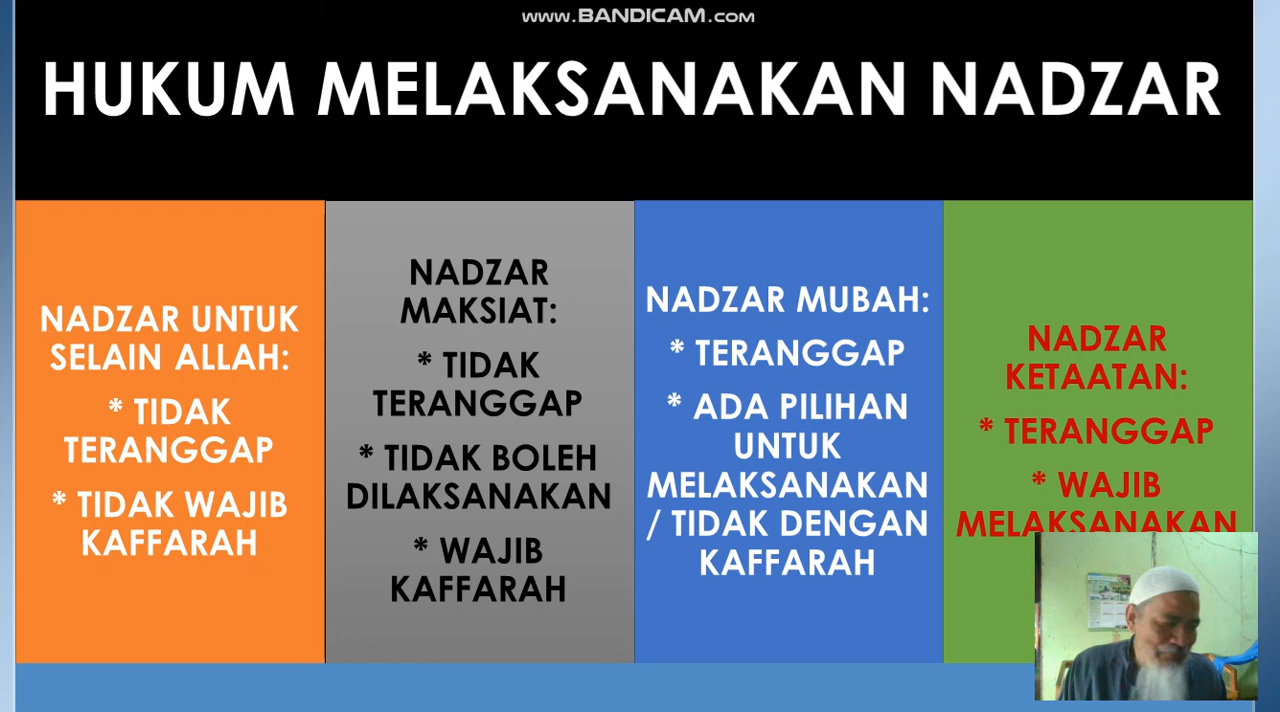 www.BANDICAM.com
HUKUM MELAKSANAKAN NADZAR
NADZAR UNTUK
SELAIN ALLAH:
* TIDAK
TERANGGAP
* TIDAK WAJIB
KAFFARAH
NADZAR
MAKSIAT:
* TIDAK
TERANGGAP
* TIDAK BOLEH
DILAKSANAKAN
* WAJIB
KAFFARAH
NADZAR MUBAH:
* TERANGGAP
* ADA PILIHAN
UNTUK
MELAKSANAKAN
/ TIDAK DENGAN
KAFFARAH
NADZAR
KETAATAN:
* TERANGGAP
* WAJIB
MELAKSANAKAN